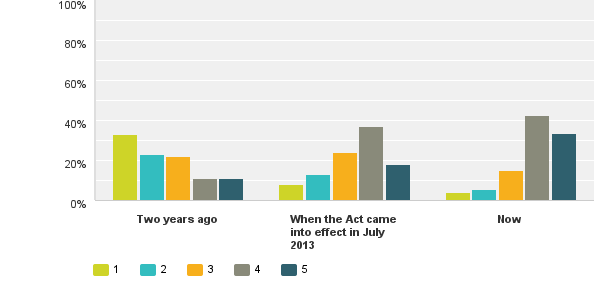 100%
80%
60%
40%
20%
0%
Two years ago
When the Act came
into effect in July
2013
Now
1 2 3 4 5